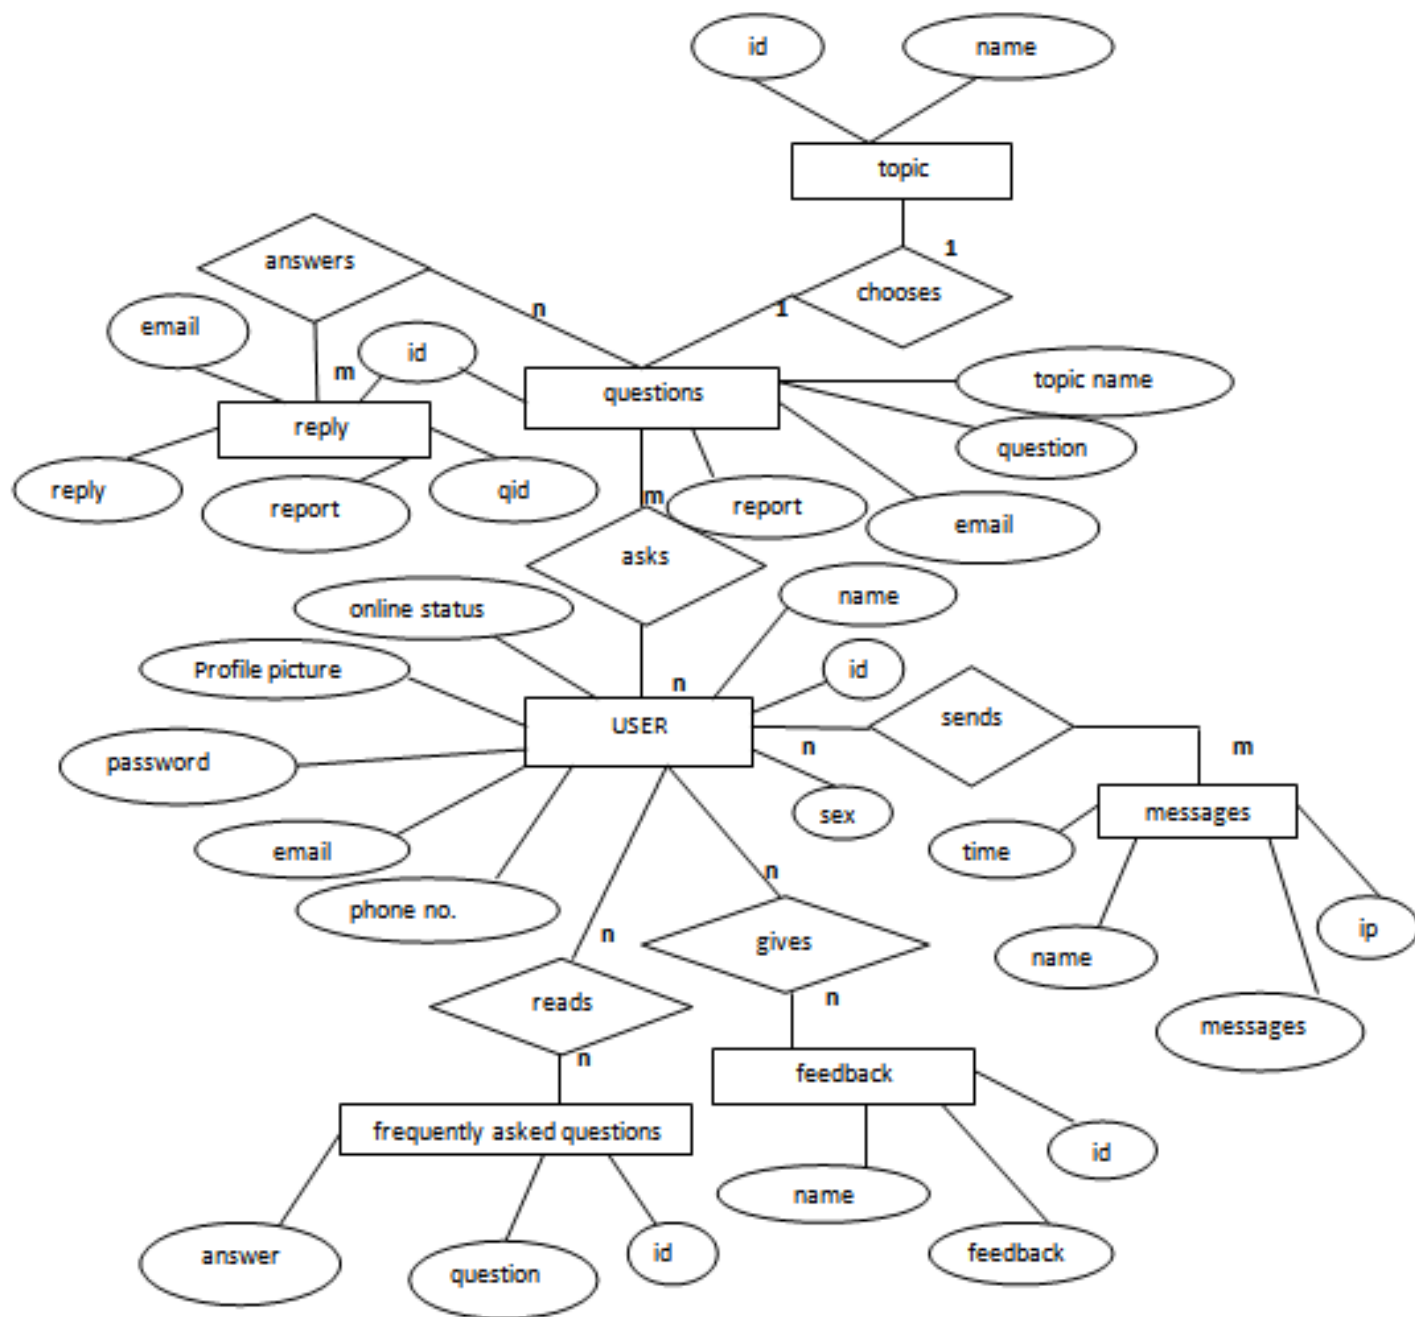 id
name
topic
answers
1
chooses
n
1
email
id
m
topic name
questions
reply
question
reply
qid
report
m
report
email
asks
name
online status
Profile picture
id
n
sends
USER
n
m
password
sex
messages
time
email
n
phone no.
ip
n
gives
name
reads
n
messages
n
feedback
frequently asked questions
id
name
answer
id
feedback
question